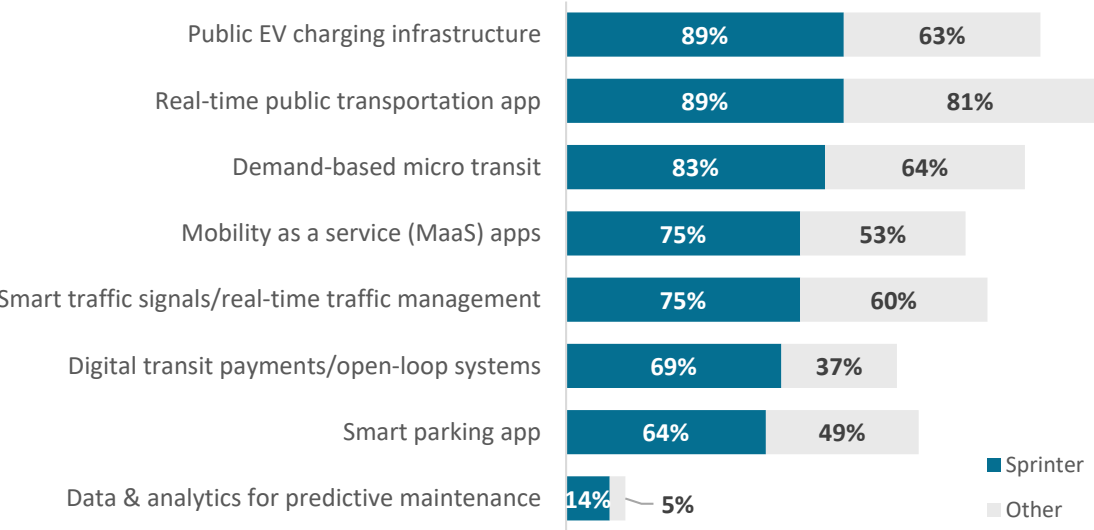 Public EV charging infrastructure 89% 63%
Real-time public transportation app 89% 81%
Demand-based micro transit 83% 64%
Mobility as a service (MaaS) apps 75% 53%
Smart traffic signals/real-time traffic management 75% 60%
Digital transit payments/open-loop systems 69% 37%
Smart parking app 64% 49%
Sprinter
Data & analytics for predictive maintenance 14% 5%
Other